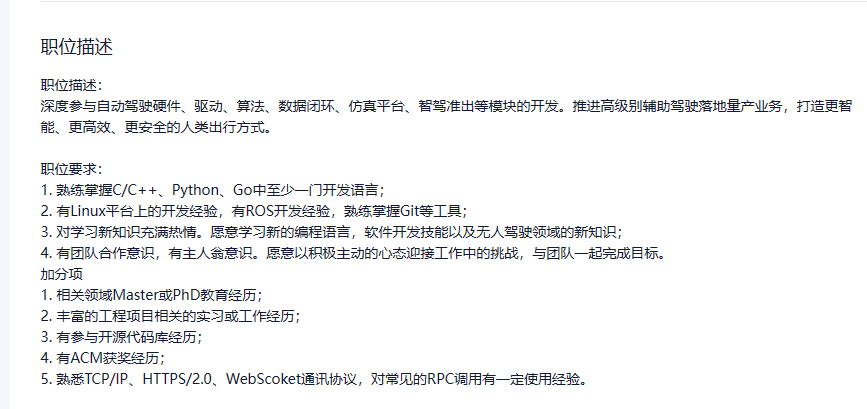 职位描述
职位描述：
深度参与自动驾驶硬件、驱动、算法、数据闭环、仿真平台、智驾准出等模块的开发。推进高级别辅助驾驶落地量产业务，打造更智
能、更高效、更安全的人类出行方式。
职位要求：
1. 熟练掌握C/C++、Python、Go中至少一门开发语言；
2. 有Linux平台上的开发经验，有ROS开发经验，熟练掌握Git等工具；
3. 对学习新知识充满热情。愿意学习新的编程语言，软件开发技能以及无人驾驶领域的新知识；
4. 有团队合作意识，有主人翁意识。愿意以积极主动的心态迎接工作中的挑战，与团队一起完成目标。
加分项
1. 相关领域Master或PhD教育经历；
2. 丰富的工程项目相关的实习或工作经历；
3. 有参与开源代码库经历；
4. 有ACM获奖经历；
5. 熟悉TCP/IP、HTTPS/2.0、WebScoket通讯协议，对常见的RPC调用有一定使用经验。